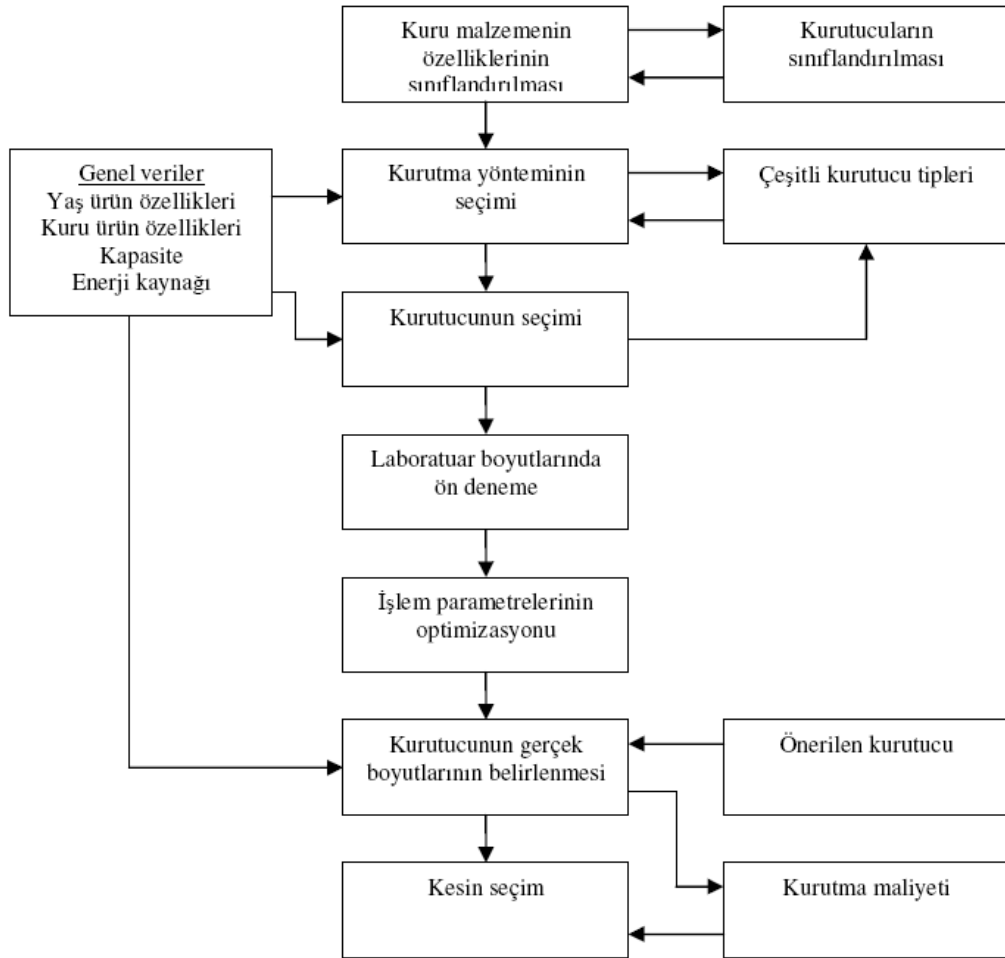 Kuru malzemenin
özelliklerinin
sınıflandırılması
Kurutucuların
sınıflandırılması
Genel veriler
Yaş ürün özellikleri
Kuru ürün özellikleri
Kapasite
Enerji kaynağı
Kurutma yönteminin
seçimi
Çeşitli kurutucu tipleri
Kurutucunun seçimi
Laboratuar boyutlarında
ön deneme
İşlem parametrelerinin
optimizasyonu
Kurutucunun gerçek
boyutlarının belirlenmesi
Önerilen kurutucu
Kesin seçim
Kurutma maliyeti